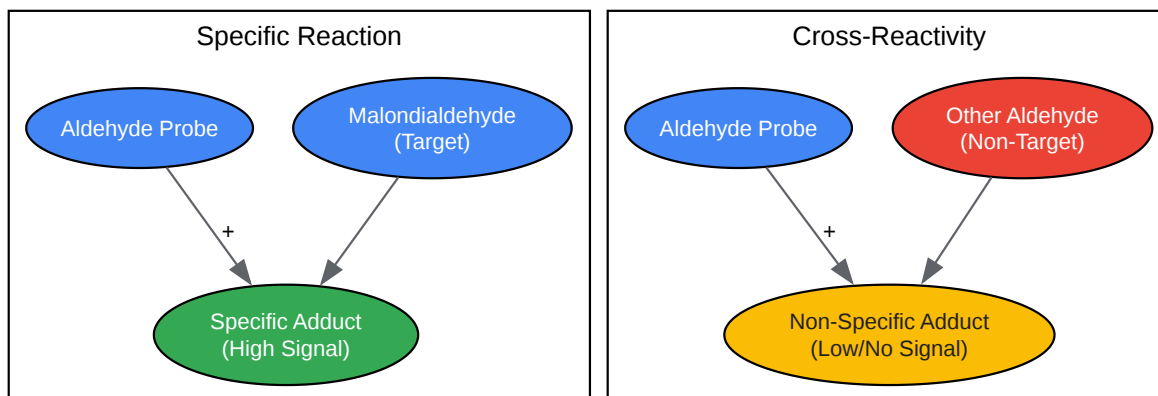 Specific Reaction
Aldehyde Probe
Malondialdehyde
(Target)
+
Specific Adduct
(High Signal)
Cross-Reactivity
Aldehyde Probe
Other Aldehyde
(Non-Target)
+
Non-Specific Adduct
(Low/No Signal)